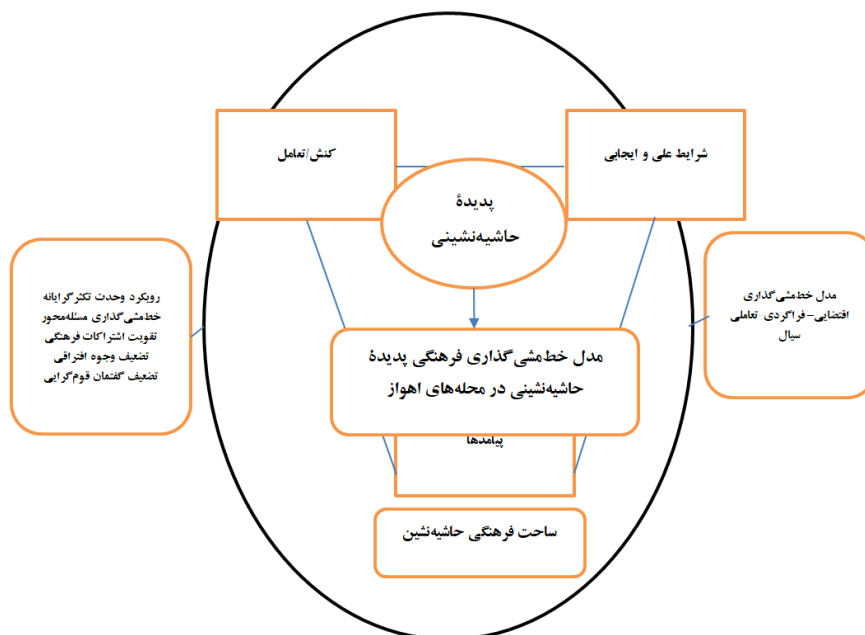 شرایط علی و ایجابی
کنش/تعامل
پدیدۀ
حاشیه‌نشینی
مدل خط‌مشی‌گذاری
اقتضایی-فراگردی-تعاملی
سیال
رویکرد وحدت تکثرگرایانه
خط‌مشی‌گذاری مسئله‌محور
تقویت اشتراکات فرهنگی
تضعیف وجوه افتراقی
تضعیف گفتمان قوم‌گرایی
مدل خط‌مشی‌گذاری فرهنگی پدیدۀ
حاشیه‌نشینی در محله‌های اهواز
پیامدها
ساحت فرهنگی حاشیه‌نشین